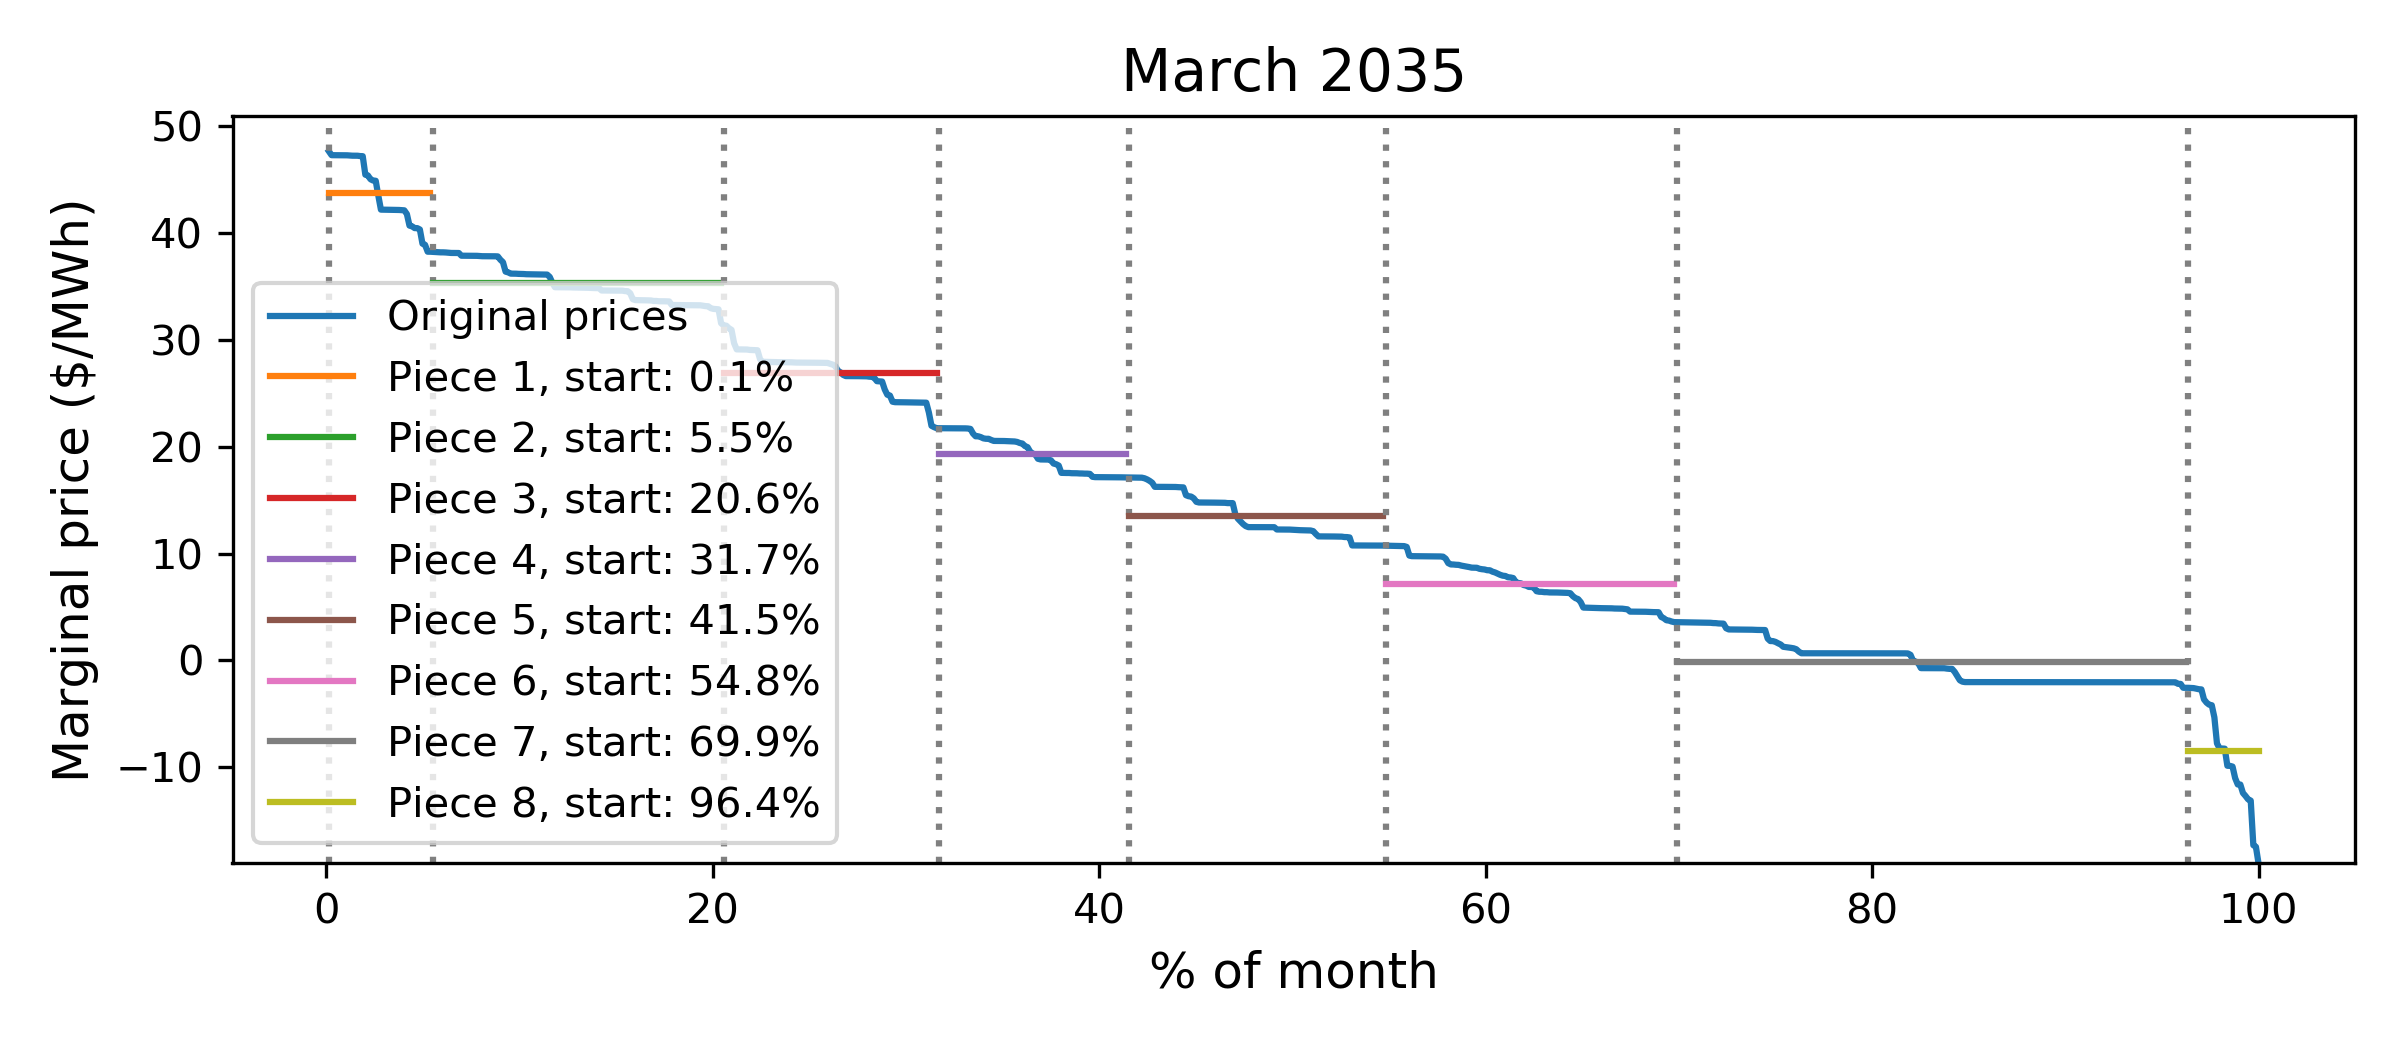 March 2035
Marginal price ($/MWh)
50
40
30
20
10
0
−10
Original prices
Piece 1, start: 0.1%
Piece 2, start: 5.5%
Piece 3, start: 20.6%
Piece 4, start: 31.7%
Piece 5, start: 41.5%
Piece 6, start: 54.8%
Piece 7, start: 69.9%
Piece 8, start: 96.4%
0 20 40 60 80 100
% of month